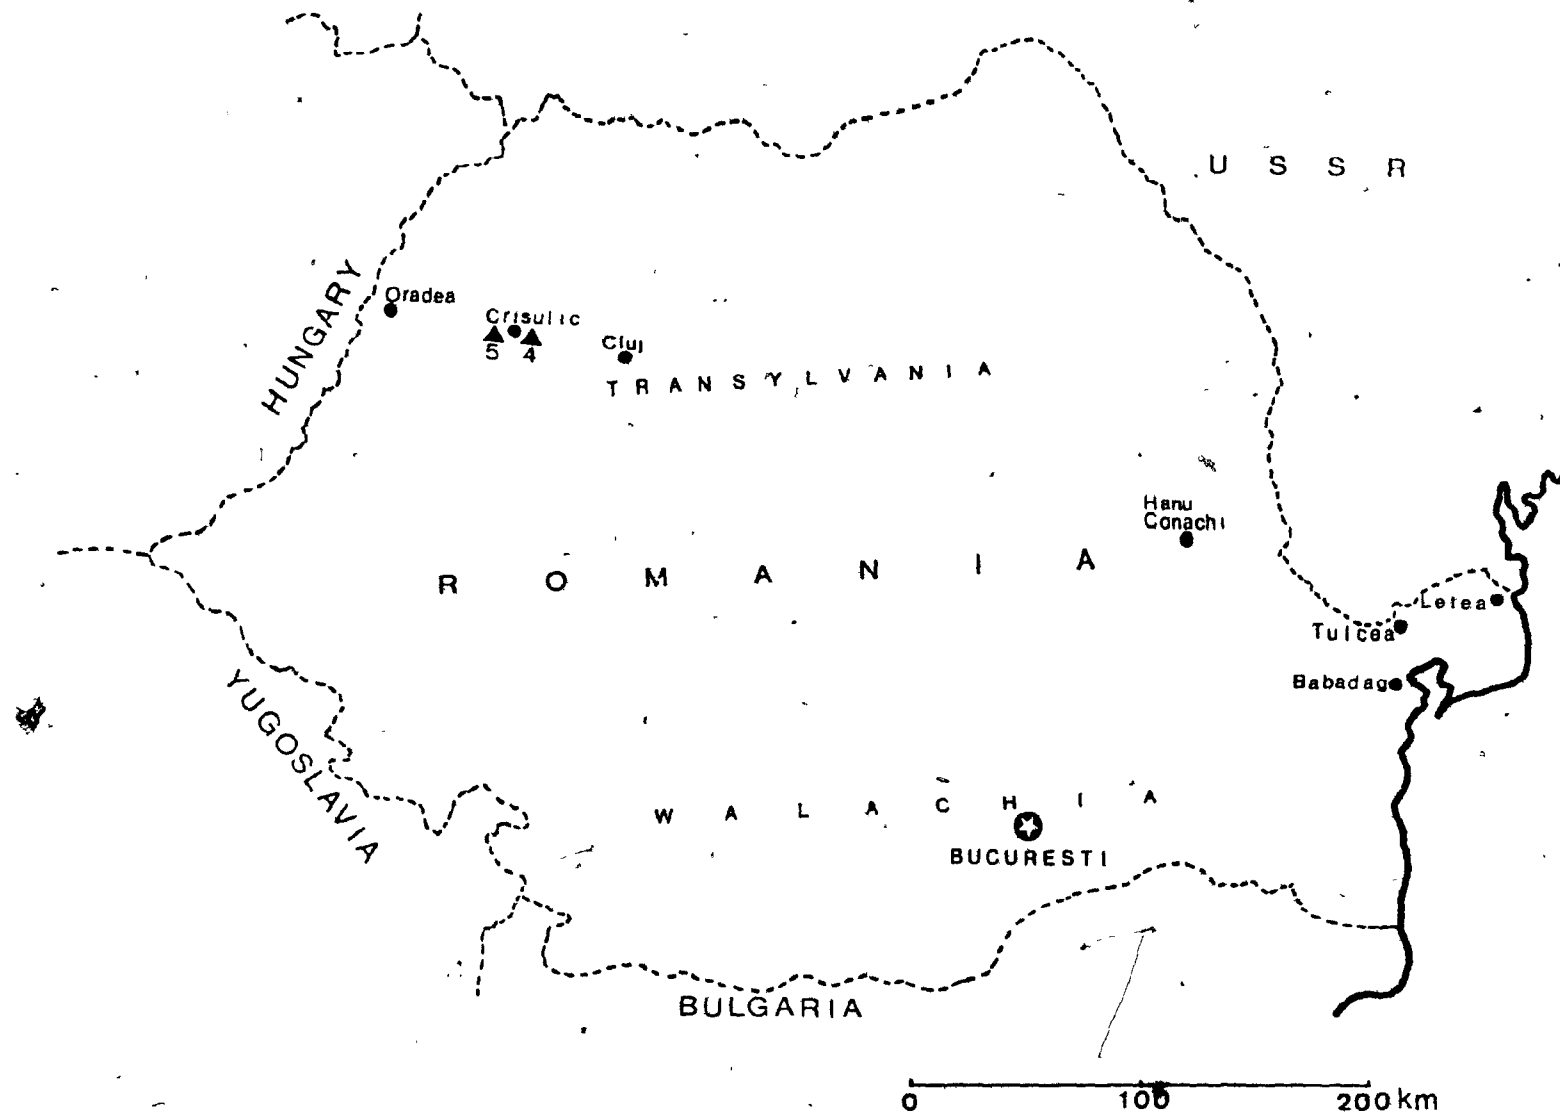 U S S R
HUNGARY
Oradea
Crisulic
5 4
Cluj
T R A N S Y L V A N I A
Hanu
Conachi
R O M A N I A
Letea
Tulcea
Babadag
YUGOSLAVIA
W A L A C H I A
BUCURESTI
BULGARIA
0 100 200 km